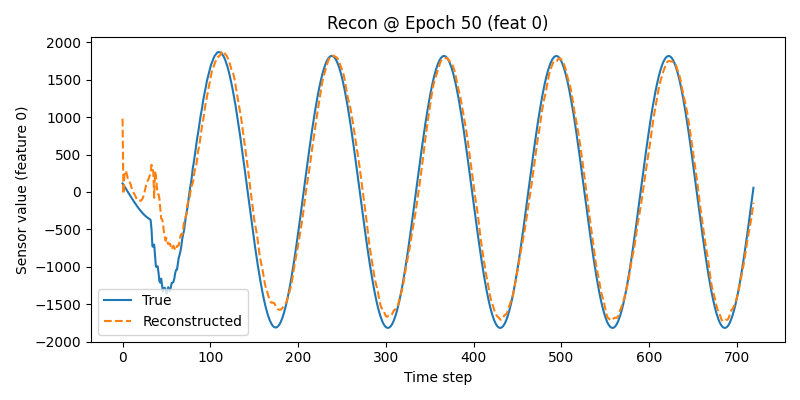 Recon @ Epoch 50 (feat 0)
Sensor value (feature 0)
2000
1500
1000
500
0
−500
−1000
−1500
−2000
True
Reconstructed
0 100 200 300 400 500 600 700
Time step